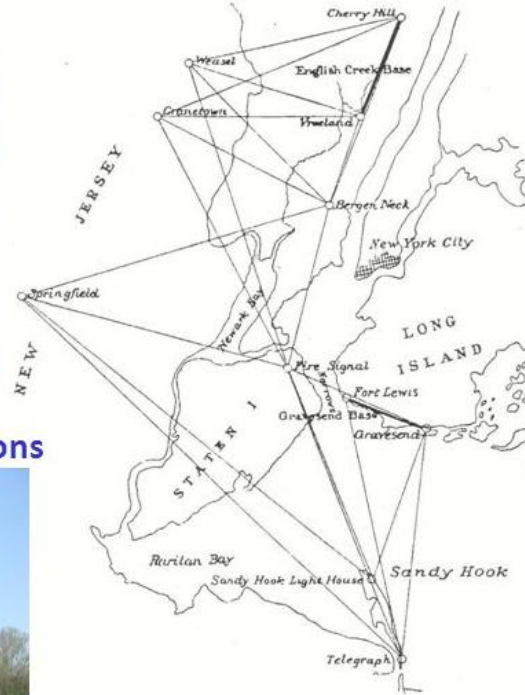 Cherry Hill
Weasel
English Creek Base
Cranetown
Vreeland
JERSEY
Bergen Neck
New York City
Springfield
Newark Bay
LONG
ISLAND
NEW
Fire Signal
Narrows
Fort Lewis
Gravesend Base
Gravesend
STATEN I
ons
Raritan Bay
Sandy Hook Light House
Sandy Hook
Telegraph